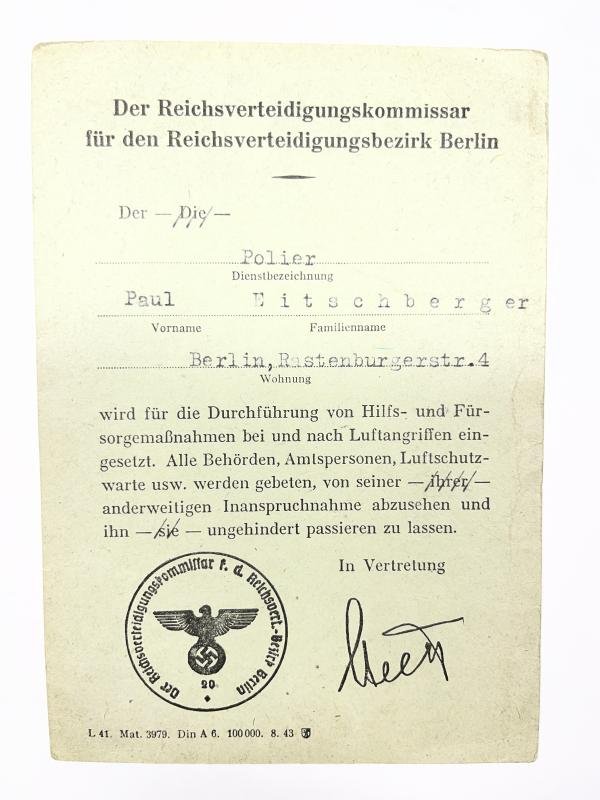 Der Reichsverteidigungskommissar
für den Reichsverteidigungsbezirk Berlin
Der — Die —
Polier
Dienstbezeichnung
Paul Eitschberger
Vorname Familienname
Berlin, Rastenburgerstr.4
Wohnung
wird für die Durchführung von Hilfs- und Für-
sorgemaßnahmen bei und nach Luftangriffen ein-
gesetzt. Alle Behörden, Amtspersonen, Luftschutz-
warte usw. werden gebeten, von seiner — ihrer —
anderweitigen Inanspruchnahme abzusehen und
ihn — sie — ungehindert passieren zu lassen.
In Vertretung
Der Reichsverteidigungskommissar f. d. Reichsvert.-Bezirk Berlin
20
L 41. Mat. 3979. Din A 6. 100 000. 8. 43